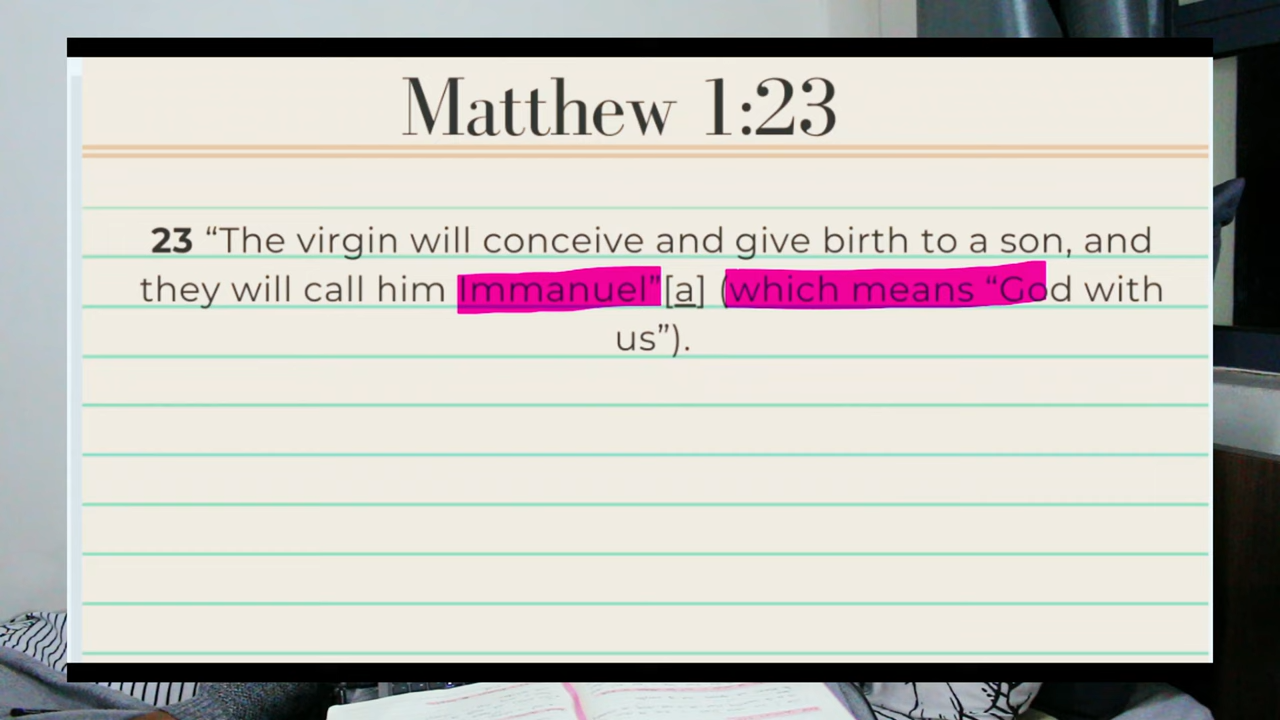 Matthew 1:23
23 “The virgin will conceive and give birth to a son, and
they will call him Immanuel”[a] (which means “God with
us”).